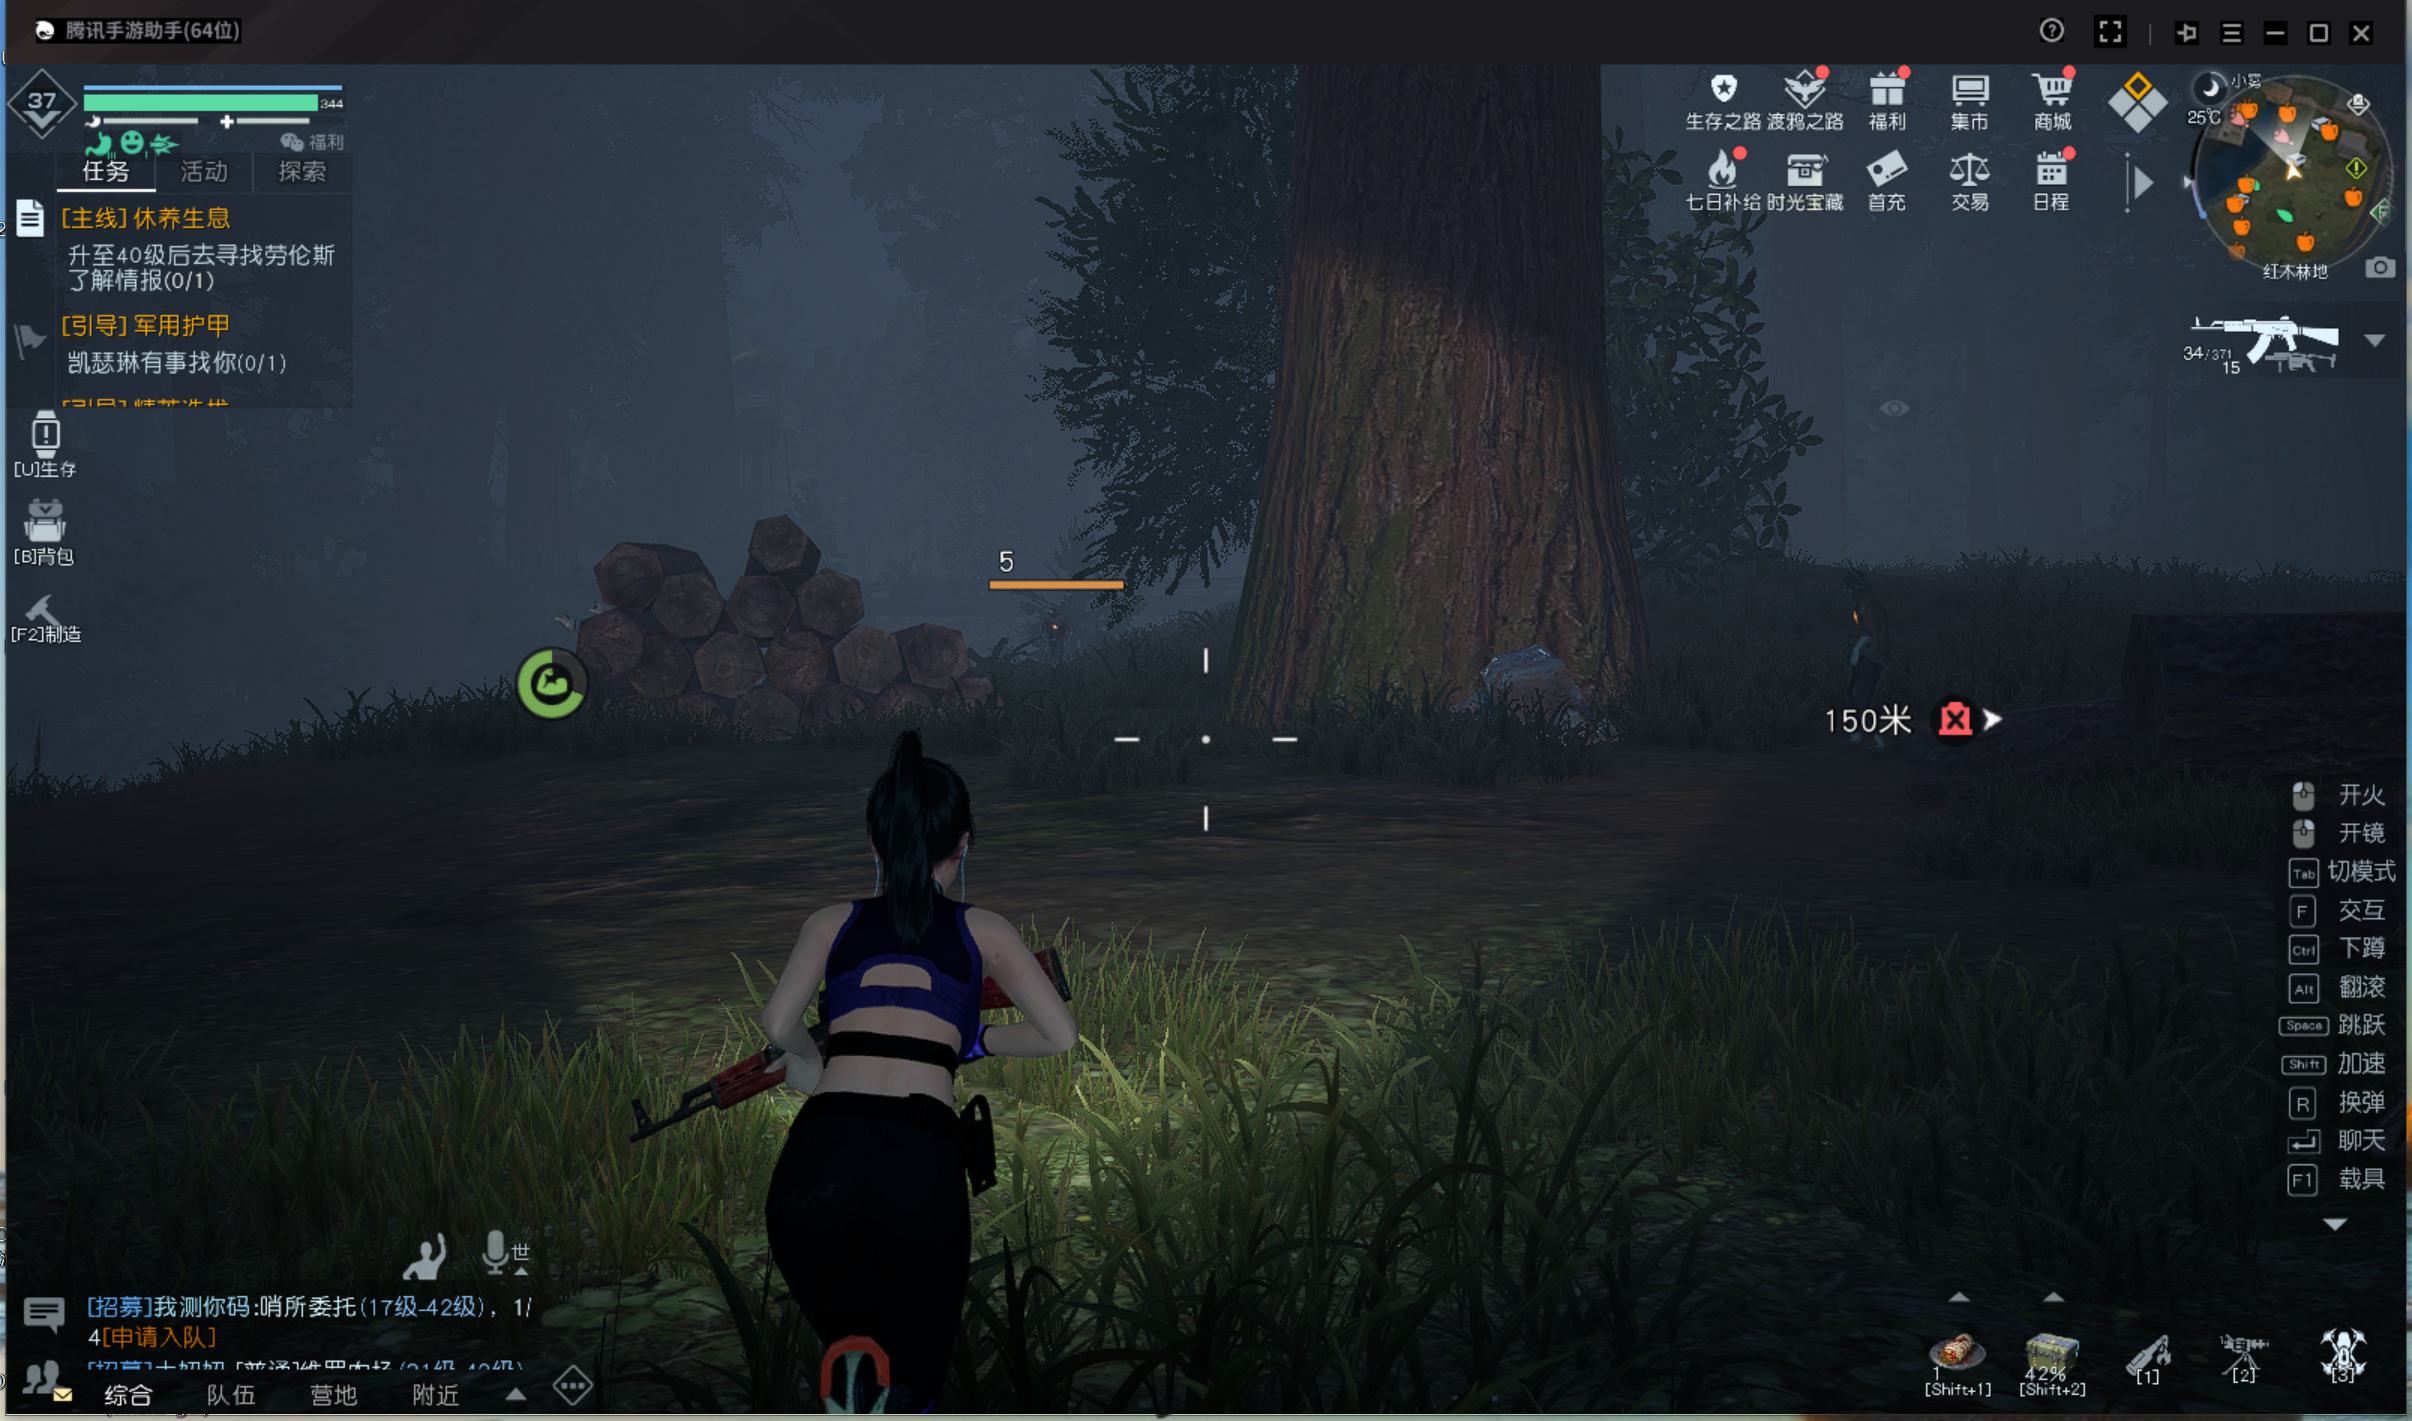 腾讯手游助手(64位)
37
344
福利
任务 活动 探索
[主线] 休养生息
升至40级后去寻找劳伦斯
了解情报(0/1)
[引导] 军用护甲
凯瑟琳有事找你(0/1)
[U]生存
[B]背包
[F2]制造
生存之路 渡鸦之路 福利 集市 商城
七日补给 时光宝藏 首充 交易 日程
小雾
25℃
红木林地
34/371
15
5
150米
开火
开镜
Tab 切模式
F 交互
Ctrl 下蹲
Alt 翻滚
Space 跳跃
Shift 加速
R 换弹
聊天
F1 载具
世
[招募]我测你码:哨所委托(17级-42级)，1/
4[申请入队]
综合 队伍 营地 附近
1
[Shift+1]
42%
[Shift+2]
[1]
[2]
[3]